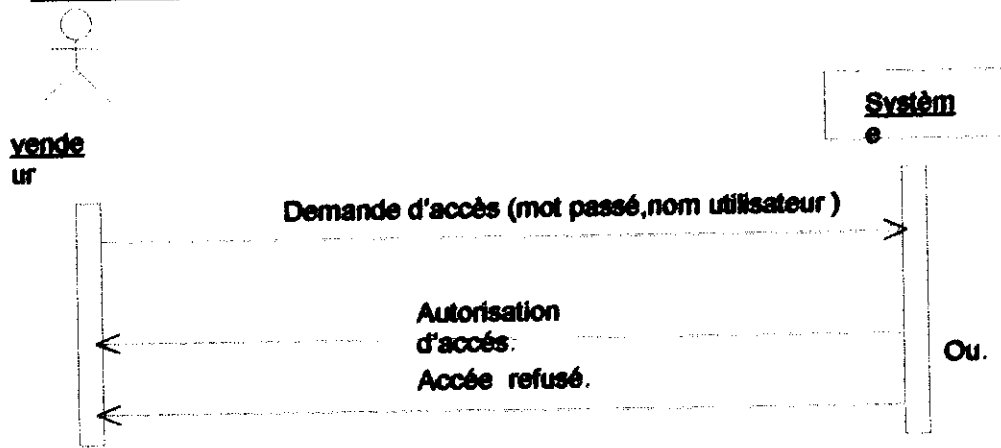 Systèm
e
vende
ur
Demande d'accès (mot passé,nom utilisateur )
Autorisation
d'accés.
Ou.
Accée refusé.